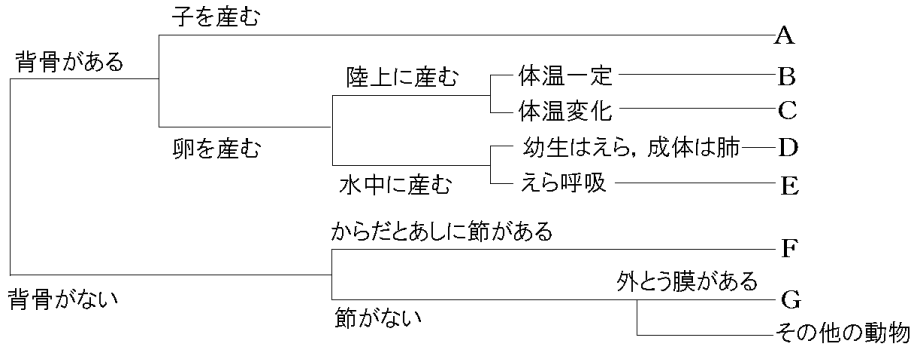 子を産む
A
背骨がある
陸上に産む
体温一定
B
体温変化
C
卵を産む
幼生はえら，成体は肺
D
水中に産む
えら呼吸
E
からだとあしに節がある
F
背骨がない
外とう膜がある
G
節がない
その他の動物